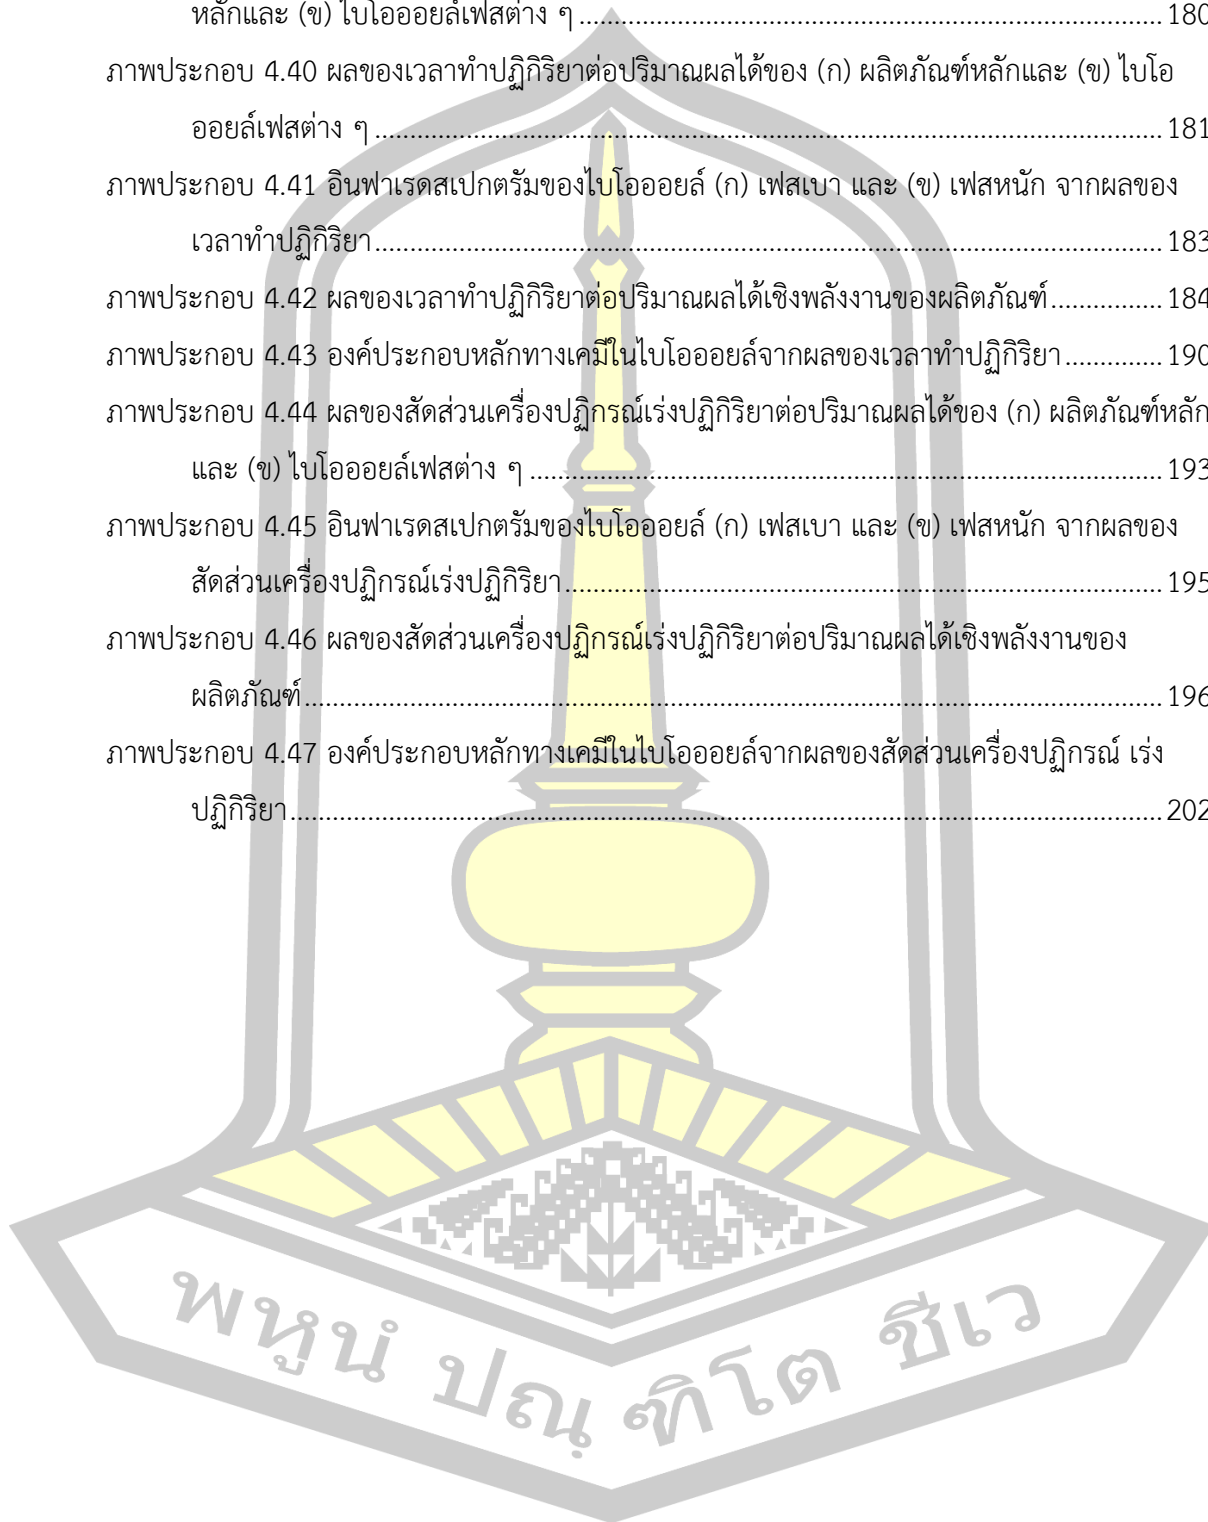 หลักและ (ข) ไบโอออยล์เฟสต่าง ๆ ........ 180
ภาพประกอบ 4.40 ผลของเวลาทำปฏิกิริยาต่อปริมาณผลได้ของ (ก) ผลิตภัณฑ์หลักและ (ข) ไบโอ
ออยล์เฟสต่าง ๆ ........ 181
ภาพประกอบ 4.41 อินฟาเรดสเปกตรัมของไบโอออยล์ (ก) เฟสเบา และ (ข) เฟสหนัก จากผลของ
เวลาทำปฏิกิริยา ........ 183
ภาพประกอบ 4.42 ผลของเวลาทำปฏิกิริยาต่อปริมาณผลได้เชิงพลังงานของผลิตภัณฑ์ ........ 184
ภาพประกอบ 4.43 องค์ประกอบหลักทางเคมีในไบโอออยล์จากผลของเวลาทำปฏิกิริยา ........ 190
ภาพประกอบ 4.44 ผลของสัดส่วนเครื่องปฏิกรณ์เร่งปฏิกิริยาต่อปริมาณผลได้ของ (ก) ผลิตภัณฑ์หลัก
และ (ข) ไบโอออยล์เฟสต่าง ๆ ........ 193
ภาพประกอบ 4.45 อินฟาเรดสเปกตรัมของไบโอออยล์ (ก) เฟสเบา และ (ข) เฟสหนัก จากผลของ
สัดส่วนเครื่องปฏิกรณ์เร่งปฏิกิริยา ........ 195
ภาพประกอบ 4.46 ผลของสัดส่วนเครื่องปฏิกรณ์เร่งปฏิกิริยาต่อปริมาณผลได้เชิงพลังงานของ
ผลิตภัณฑ์ ........ 196
ภาพประกอบ 4.47 องค์ประกอบหลักทางเคมีในไบโอออยล์จากผลของสัดส่วนเครื่องปฏิกรณ์ เร่ง
ปฏิกิริยา ........ 202
พหูนํ ปณฺ ฑิโต ชีเว